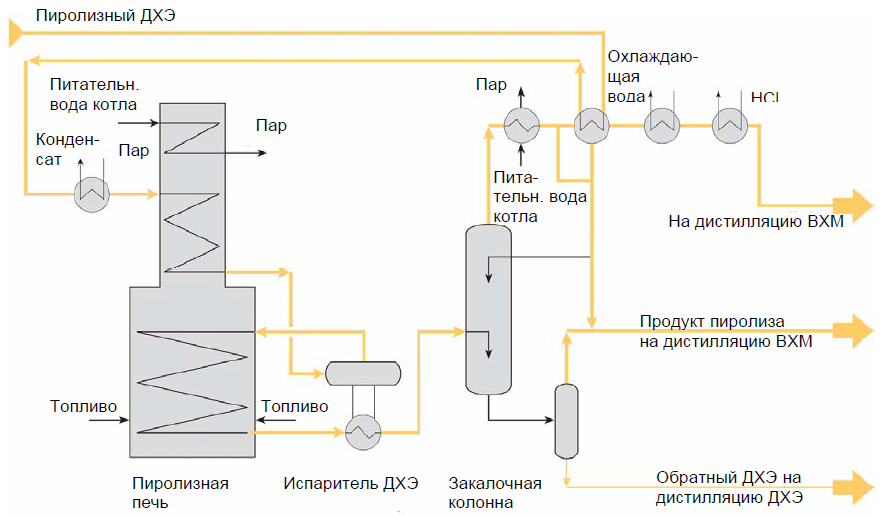 Пиролизный ДХЭ
Охлаждаю-
щая
вода
HCl
Питательн.
вода котла
Пар
Пар
Конден-
сат
Пар
Пита-
тельн. вода
котла
На дистилляцию ВХМ
Продукт пиролиза
на дистилляцию ВХМ
Топливо
Топливо
Пиролизная
печь
Испаритель ДХЭ
Закалочная
колонна
Обратный ДХЭ на
дистилляцию ДХЭ